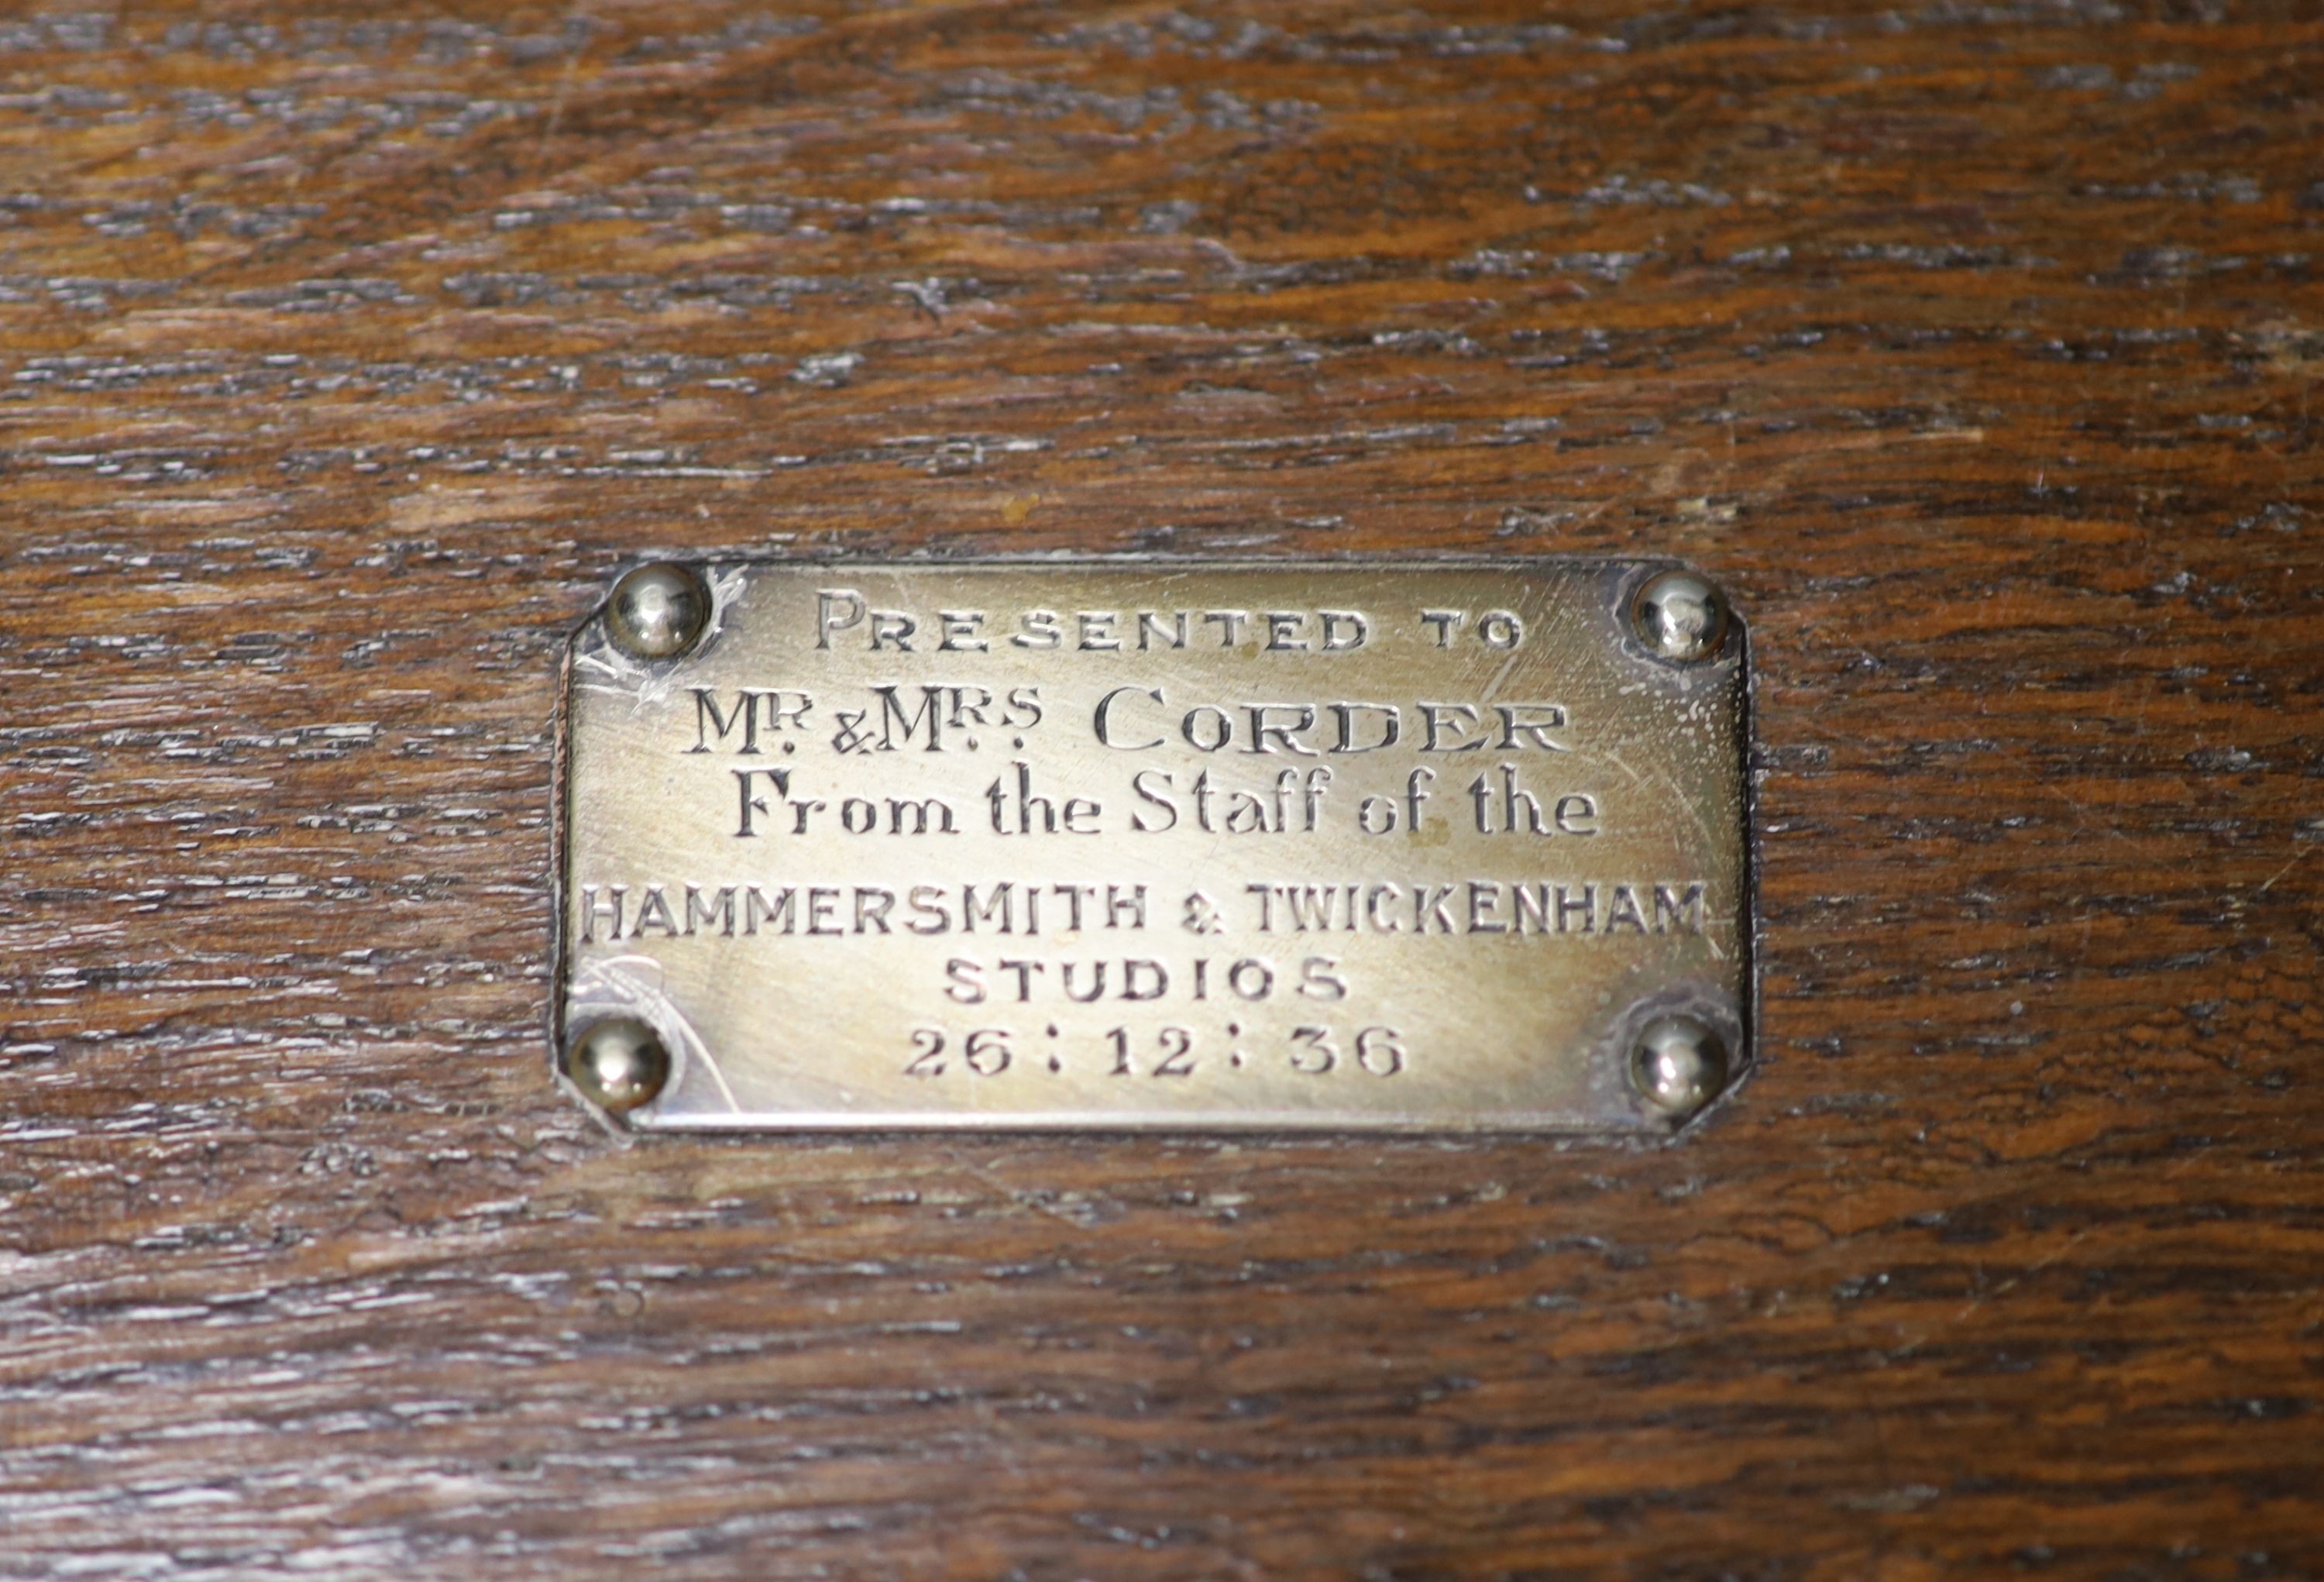 PRESENTED TO
MR. & MRS. CORDER
From the Staff of the
HAMMERSMITH & TWICKENHAM
STUDIOS
26:12:36